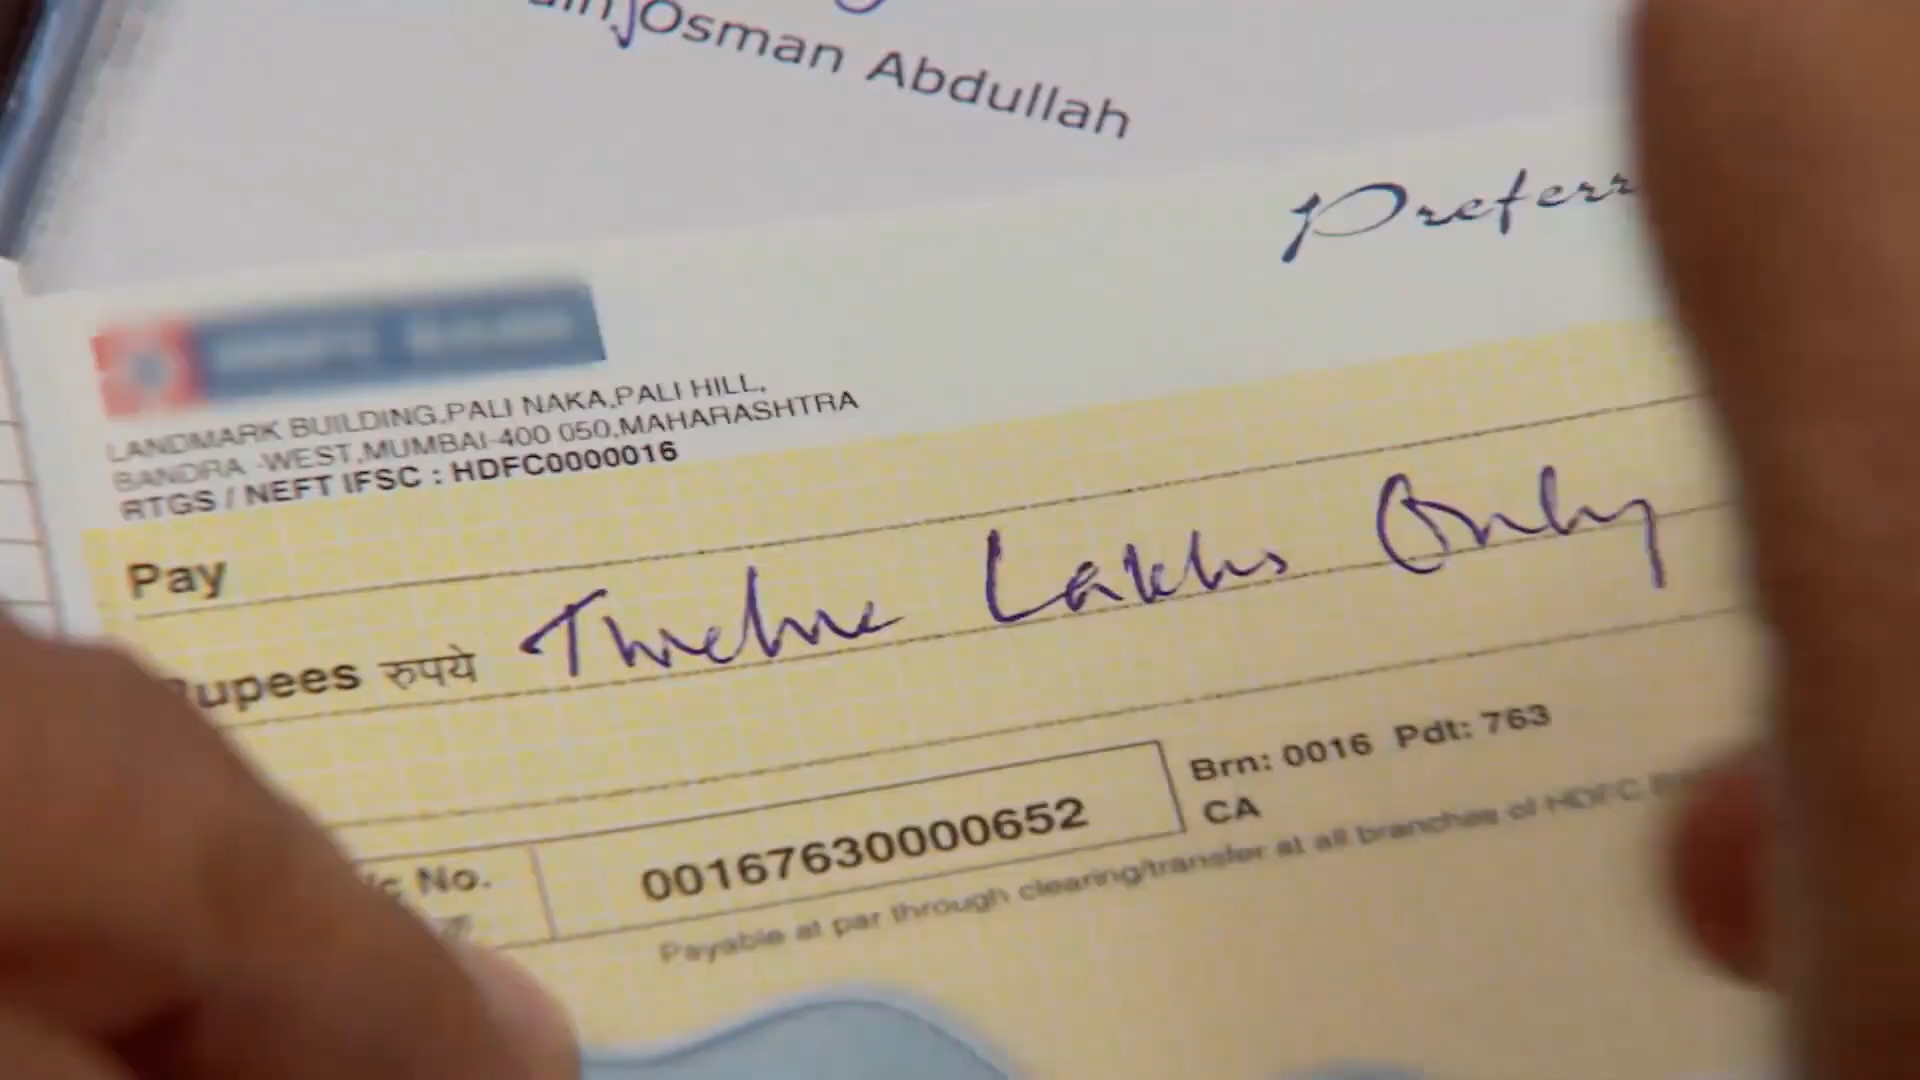 Osman Abdullah
Preferr
LANDMARK BUILDING,PALI NAKA,PALI HILL,
BANDRA -WEST,MUMBAI-400 050,MAHARASHTRA
RTGS / NEFT IFSC : HDFC0000016
Pay
Rupees रुपये Twelve Lakhs Only
Brn: 0016 Pdt: 763
CA
No. 00167630000652
Payable at par through clearing/transfer at all branches of HDFC